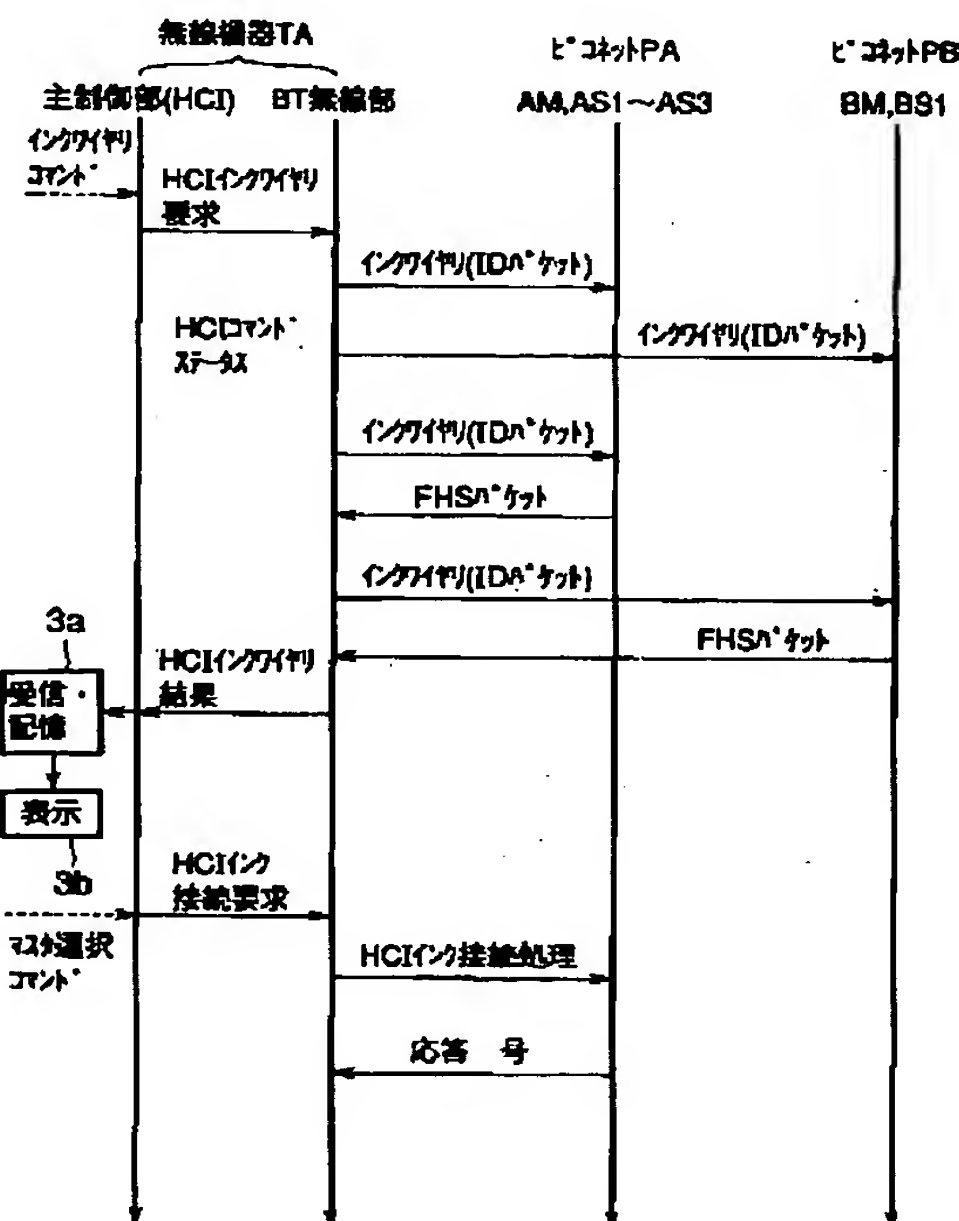 無線機器TA
ピコネットPA
ピコネットPB
主制御部(HCI)
BT無線部
AM,AS1～AS3
BM,BS1
インクワイヤリ
コマンド
HCIインクワイヤリ
要求
インクワイヤリ(IDパケット)
HCIコマンド
ステータス
インクワイヤリ(IDパケット)
インクワイヤリ(IDパケット)
FHSパケット
インクワイヤリ(IDパケット)
FHSパケット
3a
HCIインクワイヤリ
結果
受信・
記憶
表示
3b
HCIインク
接続要求
マスタ選択
コマンド
HCIインク接続処理
応答 号